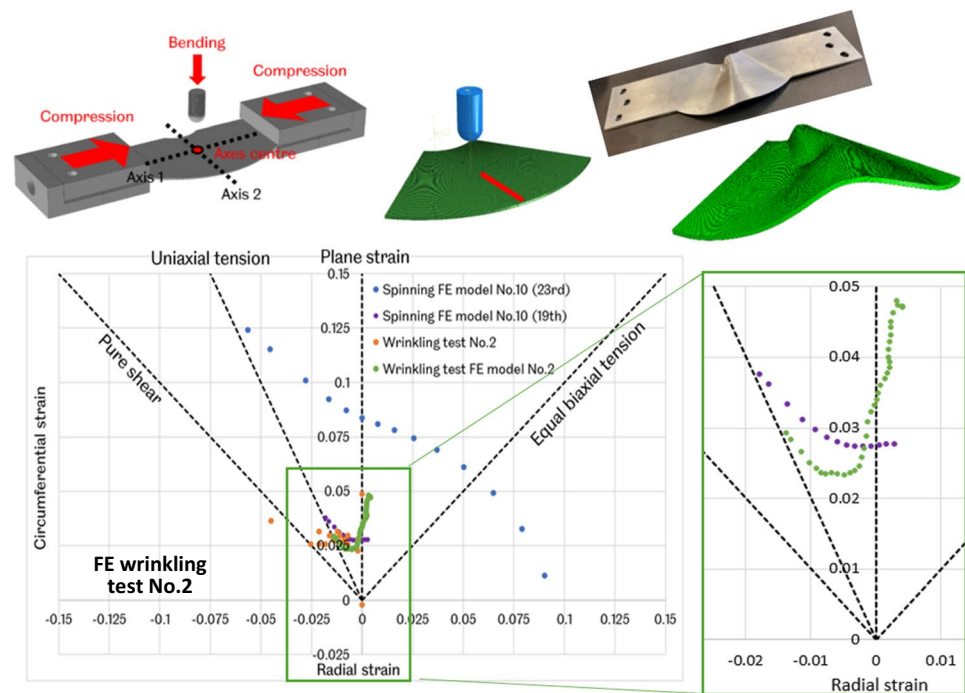 Bending
Compression
Compression
Axes centre
Axis 1
Axis 2
Uniaxial tension
Plane strain
Pure shear
Equal biaxial tension
Spinning FE model No.10 (23rd)
Spinning FE model No.10 (19th)
Wrinkling test No.2
Wrinkling test FE model No.2
0.15
0.125
0.1
0.075
0.05
0.025
0
-0.025
-0.15
-0.125
-0.1
-0.075
-0.05
-0.025
0
0.025
0.05
0.075
0.1
0.125
0.15
Circumferential strain
Radial strain
FE wrinkling
test No.2
0.05
0.04
0.03
0.02
0.01
0
-0.02
-0.01
0
0.01
Radial strain